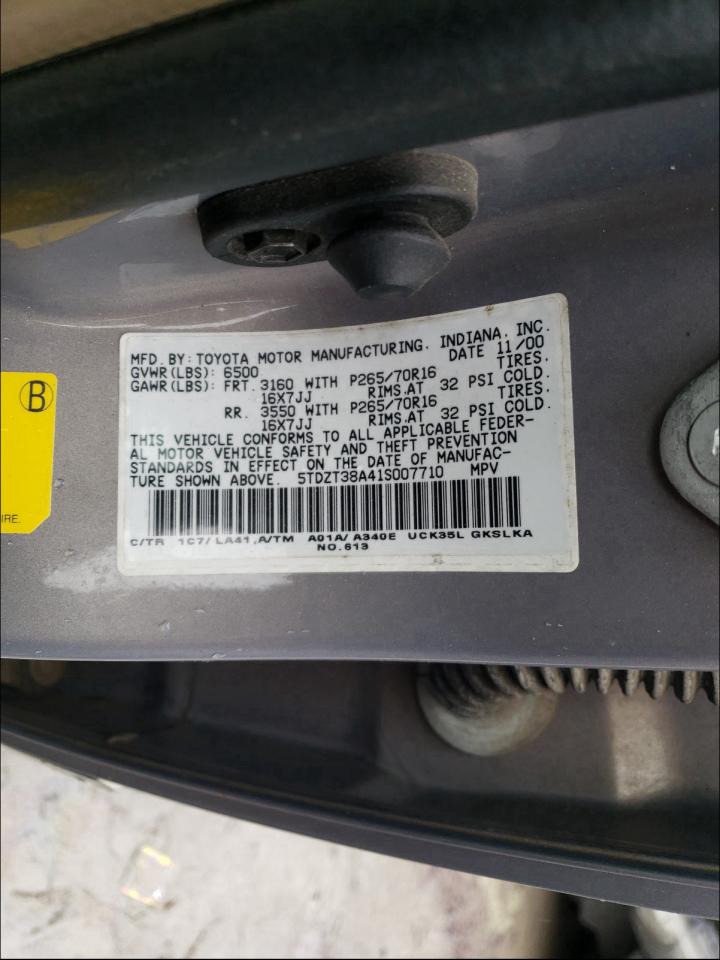 MFD. BY: TOYOTA MOTOR MANUFACTURING, INDIANA, INC.
GVWR(LBS): 6500 DATE 11/00
GAWR(LBS): FRT. 3160 WITH P265/70R16 TIRES,
16X7JJ RIMS,AT 32 PSI COLD.
RR. 3550 WITH P265/70R16 TIRES,
16X7JJ RIMS,AT 32 PSI COLD.
THIS VEHICLE CONFORMS TO ALL APPLICABLE FEDER-
AL MOTOR VEHICLE SAFETY AND THEFT PREVENTION
STANDARDS IN EFFECT ON THE DATE OF MANUFAC-
TURE SHOWN ABOVE. 5TDZT38A41S007710 MPV
C/TR 1C7/ LA41 ,A/TM A01A/ A340E UCK35L GKSLKA
NO.613
B
IRE.